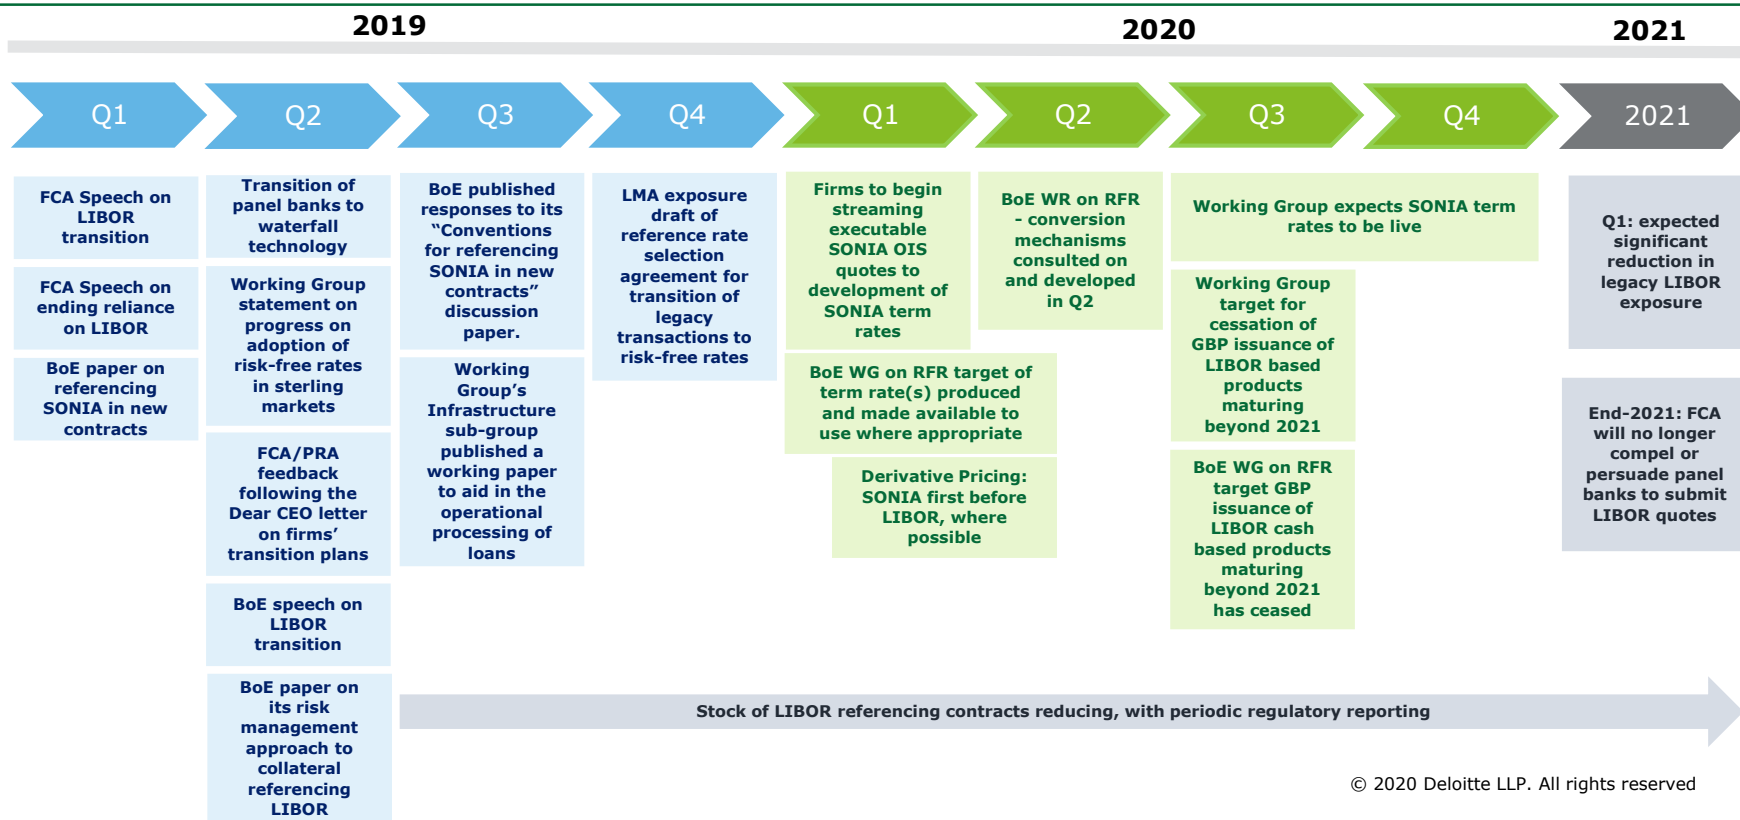 2019
2020
2021
Q1
Q2
Q3
Q4
Q1
Q2
Q3
Q4
2021
FCA Speech on
LIBOR
transition
FCA Speech on
ending reliance
on LIBOR
BoE paper on
referencing
SONIA in new
contracts
Transition of
panel banks to
waterfall
technology
Working Group
statement on
progress on
adoption of
risk-free rates
in sterling
markets
FCA/PRA
feedback
following the
Dear CEO letter
on firms'
transition plans
BoE speech on
LIBOR
transition
BoE paper on
its risk
management
approach to
collateral
referencing
LIBOR
BoE published
responses to its
“Conventions
for referencing
SONIA in new
contracts”
discussion
paper.
Working
Group's
Infrastructure
sub-group
published a
working paper
to aid in the
operational
processing of
loans
LMA exposure
draft of
reference rate
selection
agreement for
transition of
legacy
transactions to
risk-free rates
Firms to begin
streaming
executable
SONIA OIS
quotes to
development of
SONIA term
rates
BoE WG on RFR target of
term rate(s) produced
and made available to
use where appropriate
Derivative Pricing:
SONIA first before
LIBOR, where
possible
BoE WR on RFR
- conversion
mechanisms
consulted on
and developed
in Q2
Working Group expects SONIA term
rates to be live
Working Group
target for
cessation of
GBP issuance of
LIBOR based
products
maturing
beyond 2021
BoE WG on RFR
target GBP
issuance of
LIBOR cash
based products
maturing
beyond 2021
has ceased
Q1: expected
significant
reduction in
legacy LIBOR
exposure
End-2021: FCA
will no longer
compel or
persuade panel
banks to submit
LIBOR quotes
Stock of LIBOR referencing contracts reducing, with periodic regulatory reporting
© 2020 Deloitte LLP. All rights reserved